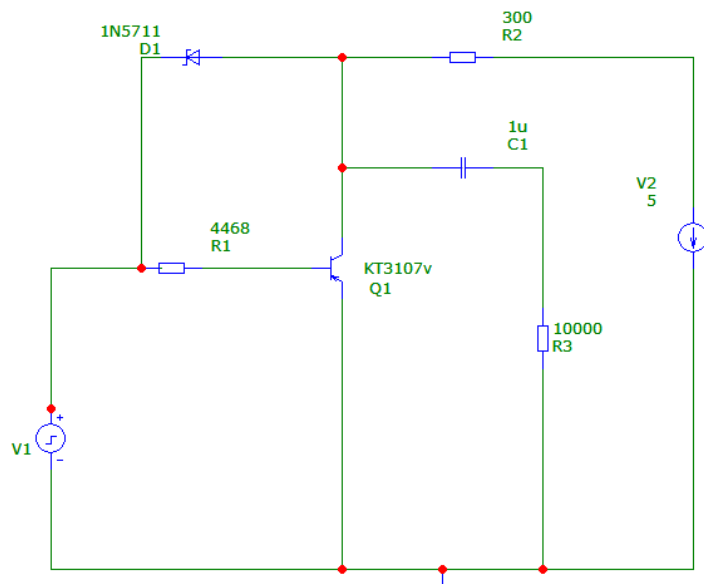 1N5711
D1
300
R2
1u
C1
V2
5
4468
R1
KT3107v
Q1
10000
R3
V1
+
-